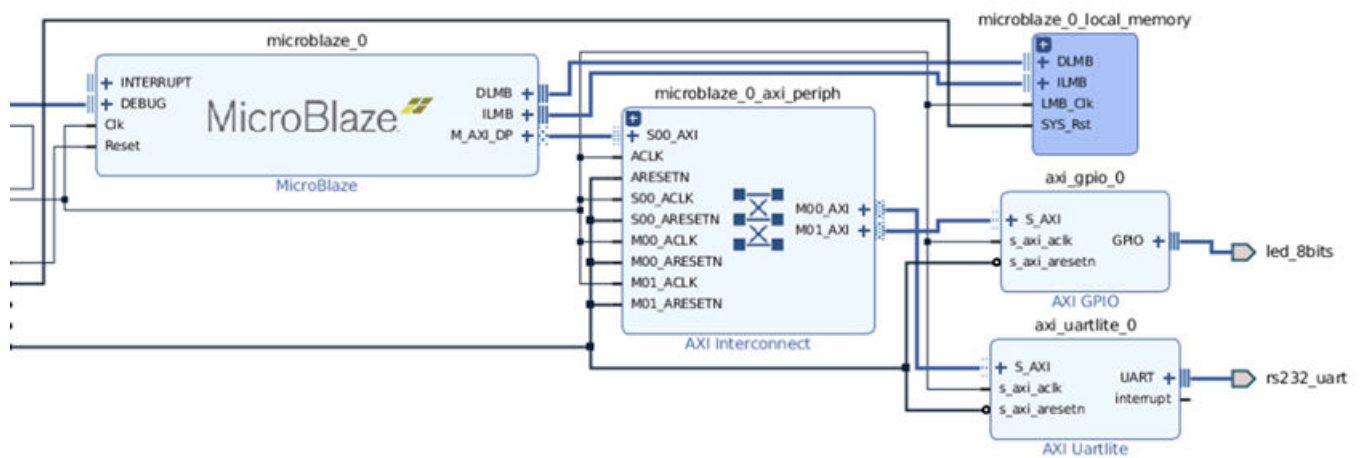 microblaze_0
INTERRUPT
DEBUG
Clk
Reset
MicroBlaze
DLMB
ILMB
M_AXI_DP
MicroBlaze
microblaze_0_axi_periph
S00_AXI
ACLK
ARESETN
S00_ACLK
S00_ARESETN
M00_ACLK
M00_ARESETN
M01_ACLK
M01_ARESETN
M00_AXI
M01_AXI
AXI Interconnect
microblaze_0_local_memory
DLMB
ILMB
LMB_Clk
SYS_Rst
axi_gpio_0
S_AXI
s_axi_aclk
s_axi_aresetn
GPIO
AXI GPIO
led_8bits
axi_uartlite_0
S_AXI
s_axi_aclk
s_axi_aresetn
UART
interrupt
AXI Uartlite
rs232_uart